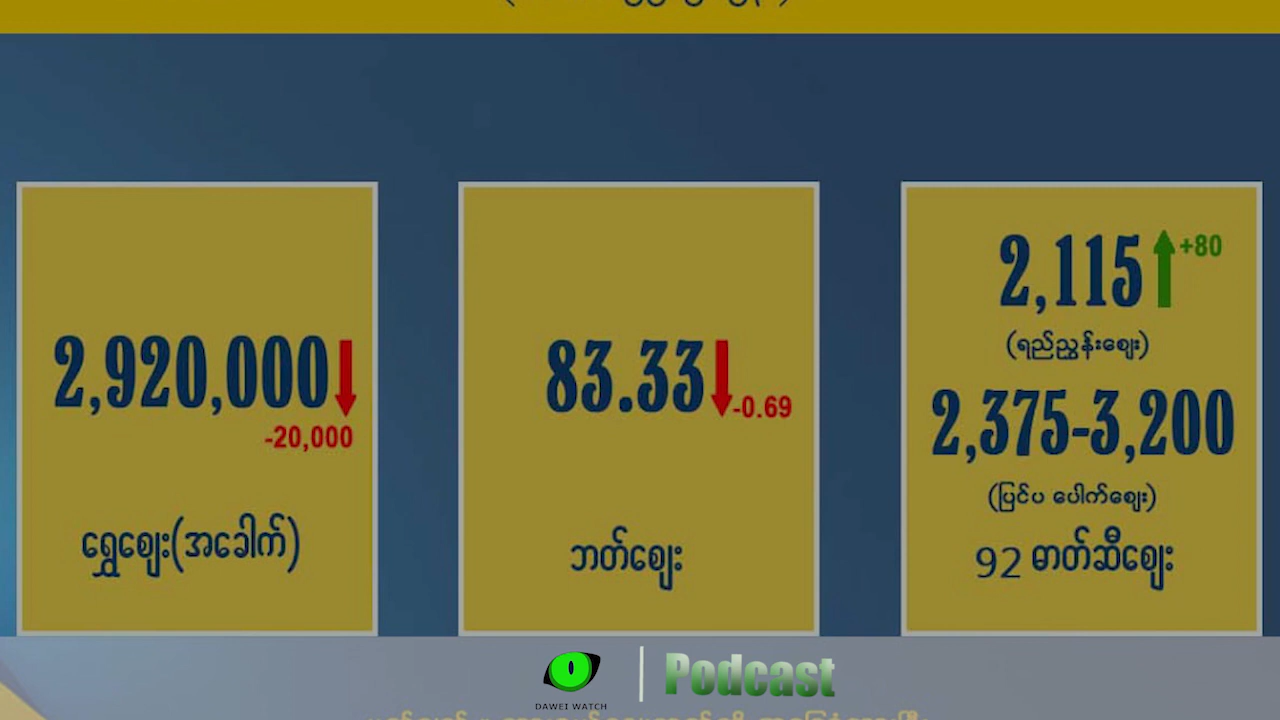 2,920,000
-20,000
ရွှေဈေး(အခေါက်)
83.33
-0.69
ဘတ်ဈေး
2,115
+80
(ရည်ညွှန်းဈေး)
2,375-3,200
(ပြင်ပ ပေါက်ဈေး)
92 ဓာတ်ဆီဈေး
DAWEI WATCH
Podcast